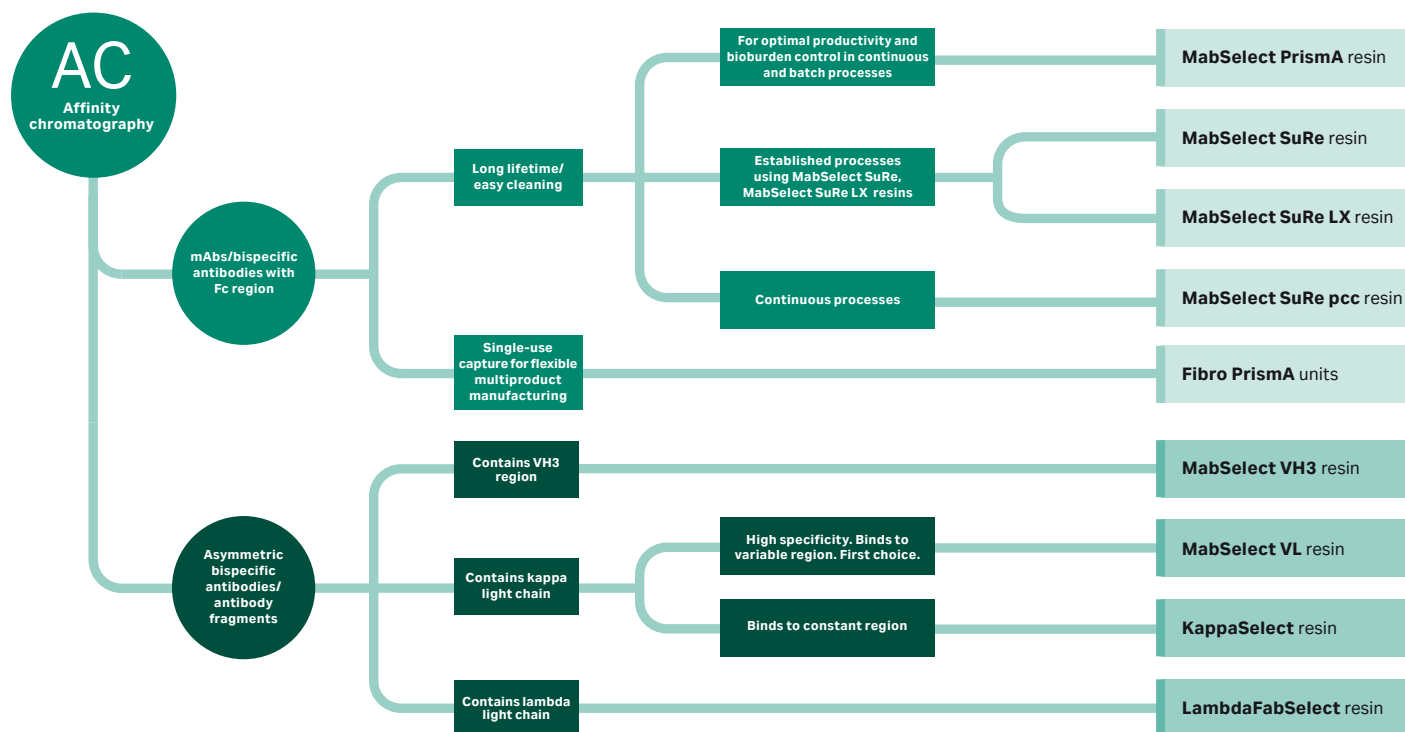 AC
Affinity
chromatography
mAbs/bispecific
antibodies with
Fc region
Long lifetime/
easy cleaning
For optimal productivity and
bioburden control in continuous
and batch processes
MabSelect PrismA resin
Established processes
using MabSelect SuRe,
MabSelect SuRe LX resins
MabSelect SuRe resin
MabSelect SuRe LX resin
Continuous processes
MabSelect SuRe pcc resin
Single-use
capture for flexible
multiproduct
manufacturing
Fibro PrismA units
Asymmetric
bispecific
antibodies/
antibody
fragments
Contains VH3
region
MabSelect VH3 resin
Contains kappa
light chain
High specificity. Binds to
variable region. First choice.
MabSelect VL resin
Binds to constant region
KappaSelect resin
Contains lambda
light chain
LambdaFabSelect resin